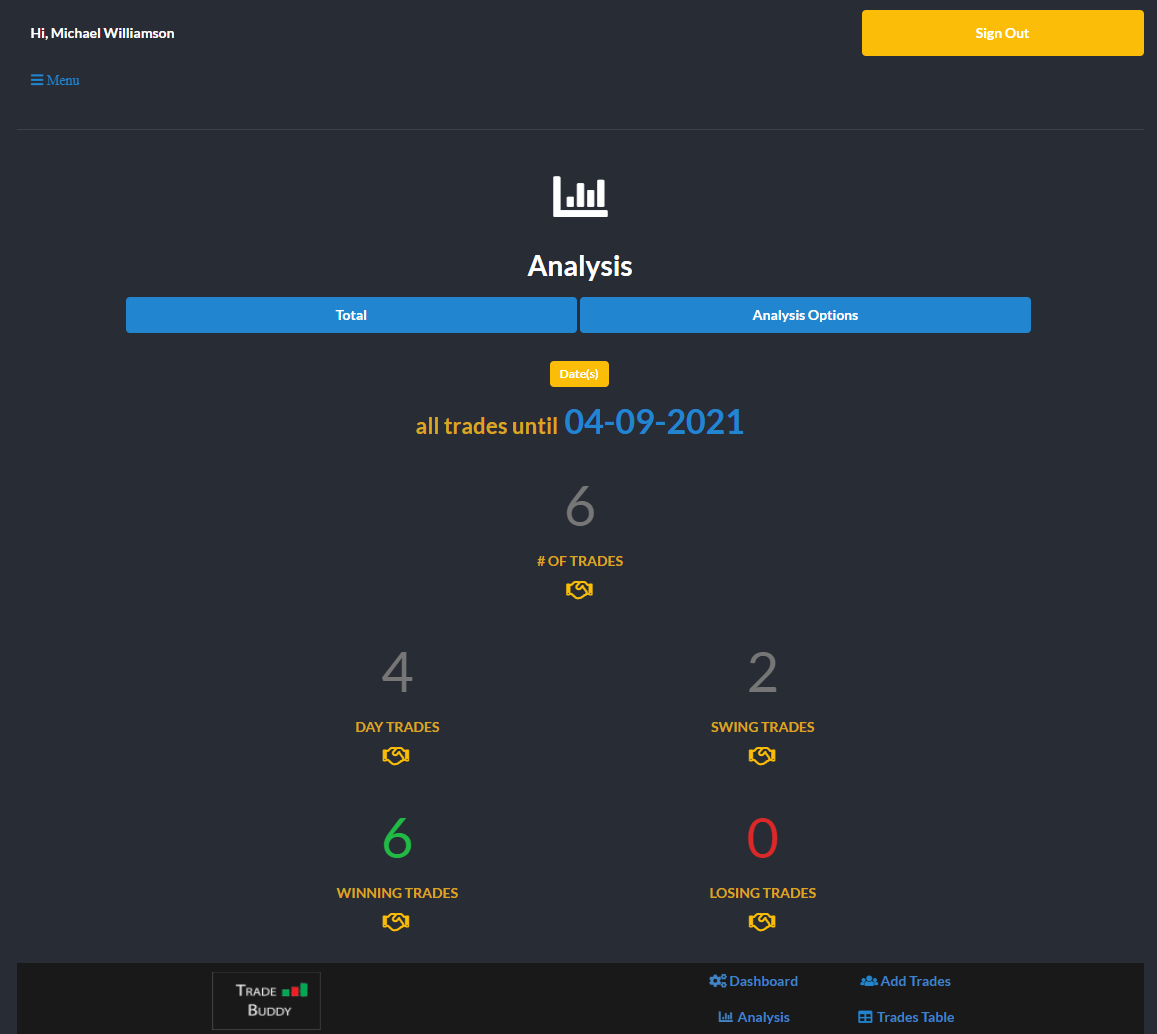 Hi, Michael Williamson
Sign Out
Menu
Analysis
Total
Analysis Options
Date(s)
all trades until 04-09-2021
6
# OF TRADES
4
DAY TRADES
2
SWING TRADES
6
WINNING TRADES
0
LOSING TRADES
TRADE
BUDDY
Dashboard
Add Trades
Analysis
Trades Table